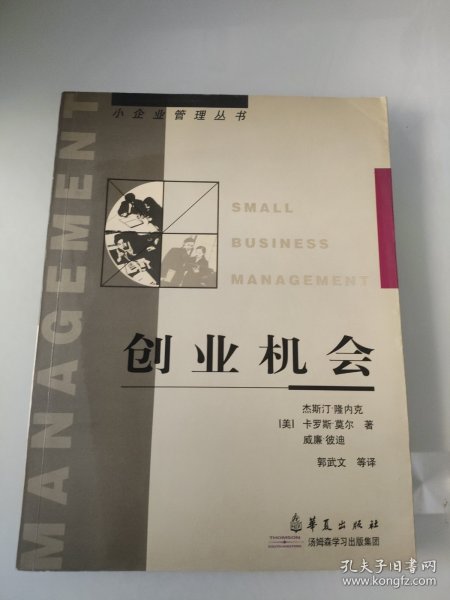 MANAGEMENT
小企业管理丛书
SMALL
BUSINESS
MANAGEMENT
创业机会
杰斯汀·隆内克
[美] 卡罗斯·莫尔 著
威廉·彼迪
郭武文 等译
THOMSON
华夏出版社
汤姆森学习出版集团
孔夫子旧书网
www.kongfz.com